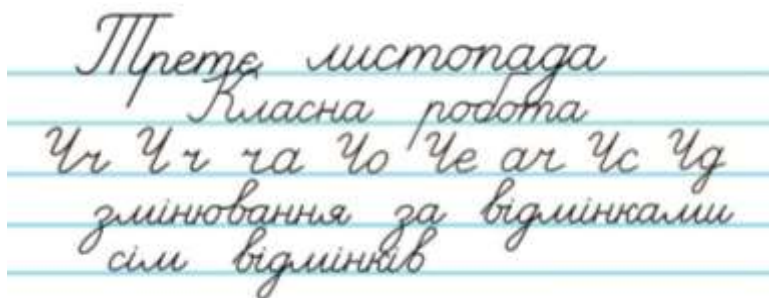 Третє листопада
Класна робота
Чч Чч ча Чо Че ач Чс Чд
змінювання за відмінками
сім відмінків